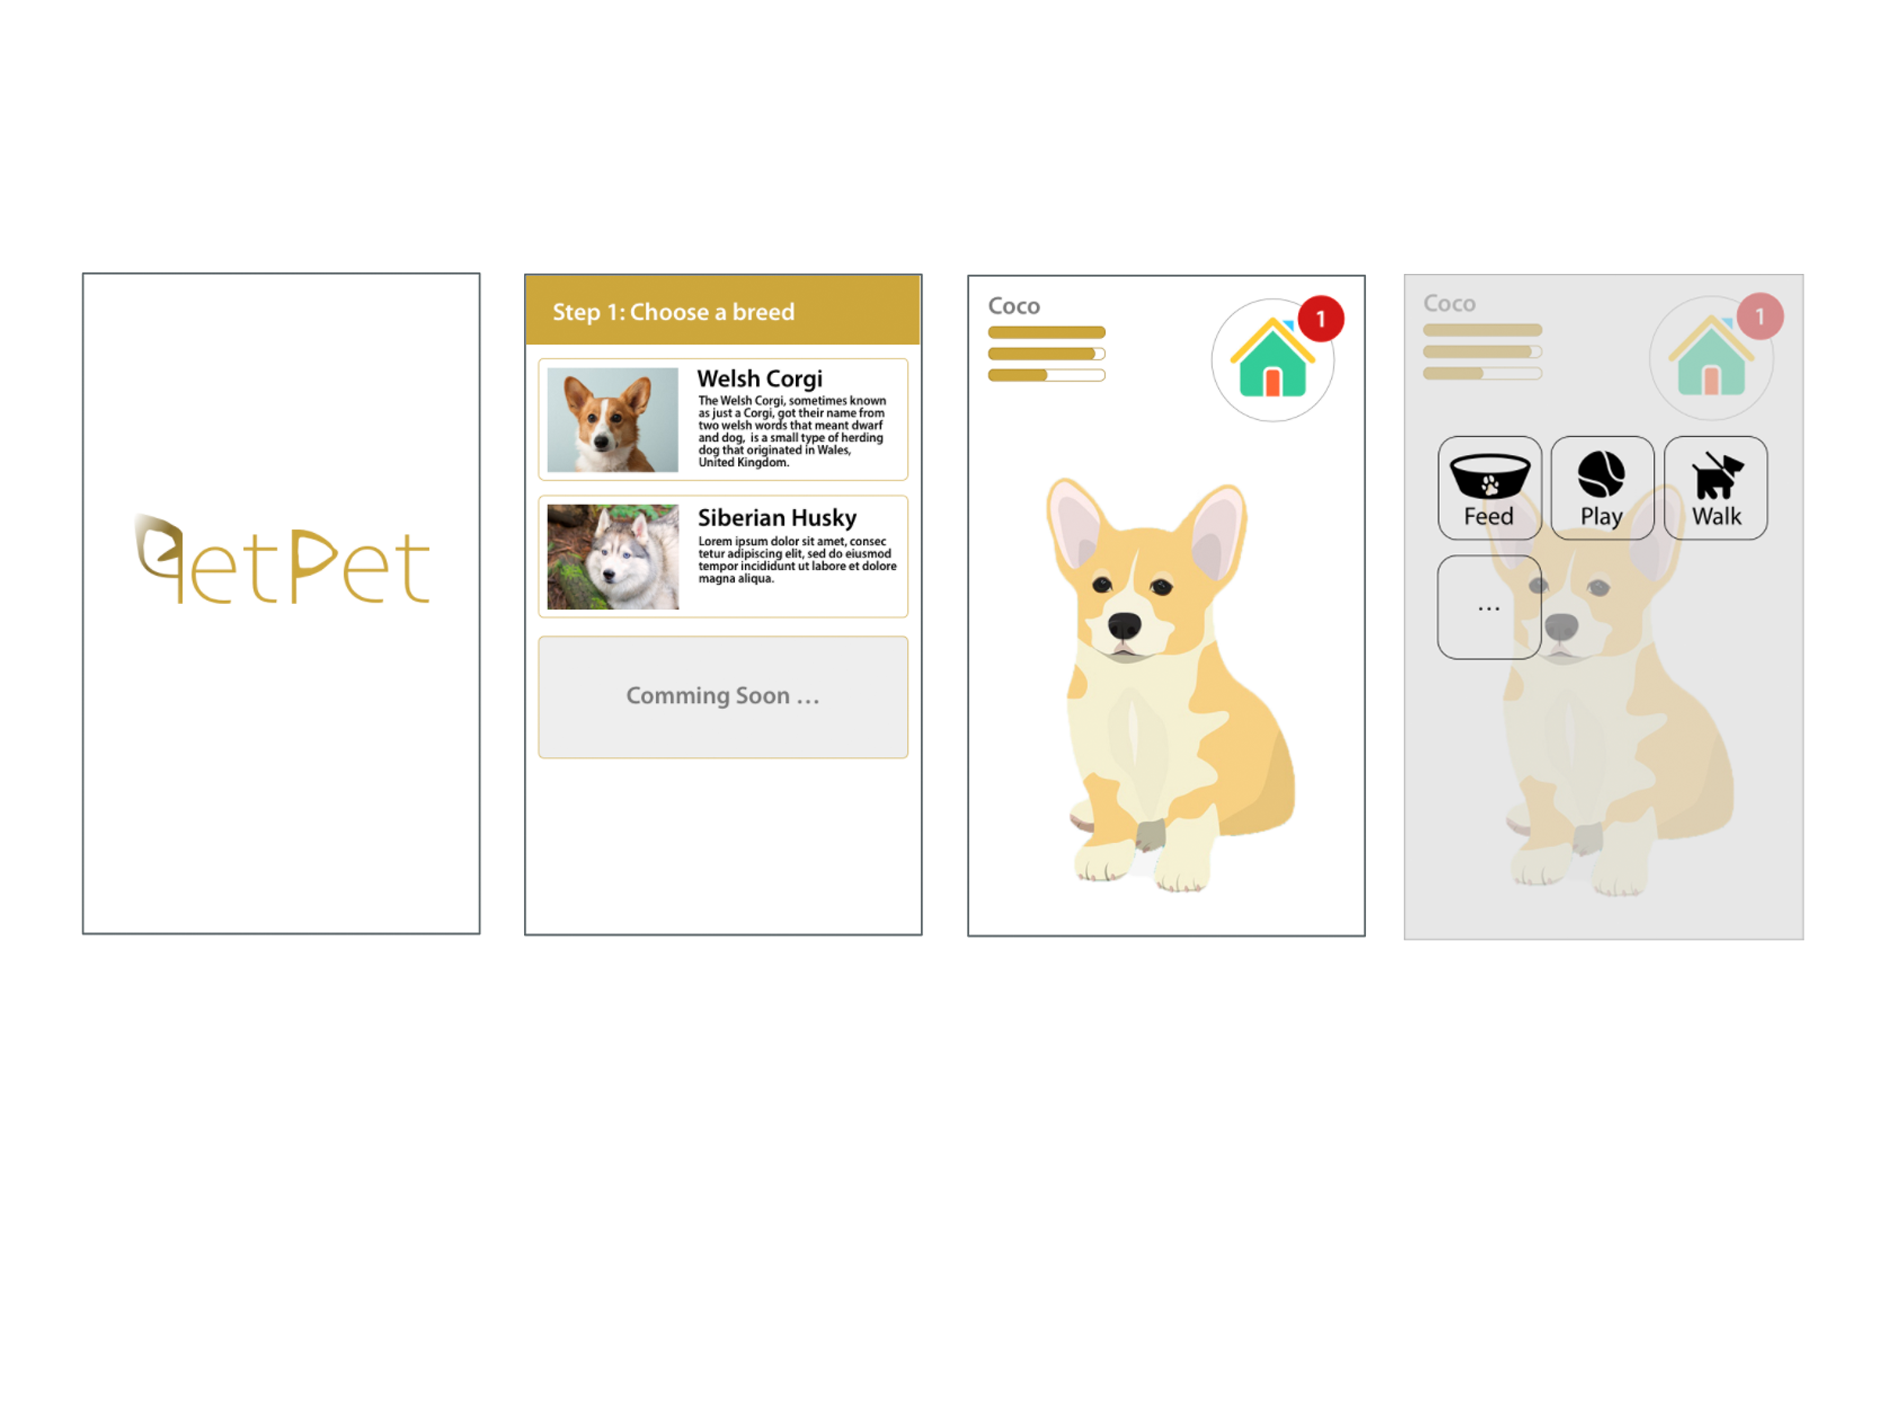 PetPet
Step 1: Choose a breed
Welsh Corgi
The Welsh Corgi, sometimes known
as just a Corgi, got their name from
two welsh words that meant dwarf
and dog, is a small type of herding
dog that originated in Wales,
United Kingdom.
Siberian Husky
Lorem ipsum dolor sit amet, consec
tetur adipiscing elit, sed do eiusmod
tempor incididunt ut labore et dolore
magna aliqua.
Comming Soon ...
Coco
1
Coco
1
Feed
Play
Walk
...